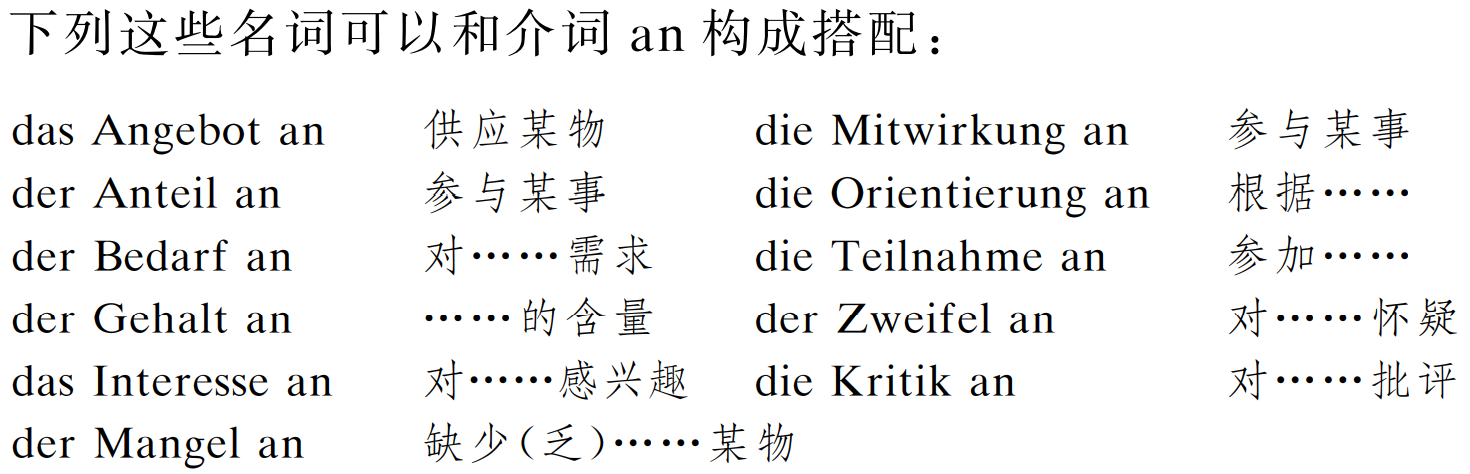 下列这些名词可以和介词 an 构成搭配：
das Angebot an 供应某物 die Mitwirkung an 参与某事
der Anteil an 参与某事 die Orientierung an 根据……
der Bedarf an 对……需求 die Teilnahme an 参加……
der Gehalt an ……的含量 der Zweifel an 对……怀疑
das Interesse an 对……感兴趣 die Kritik an 对……批评
der Mangel an 缺少(乏)……某物